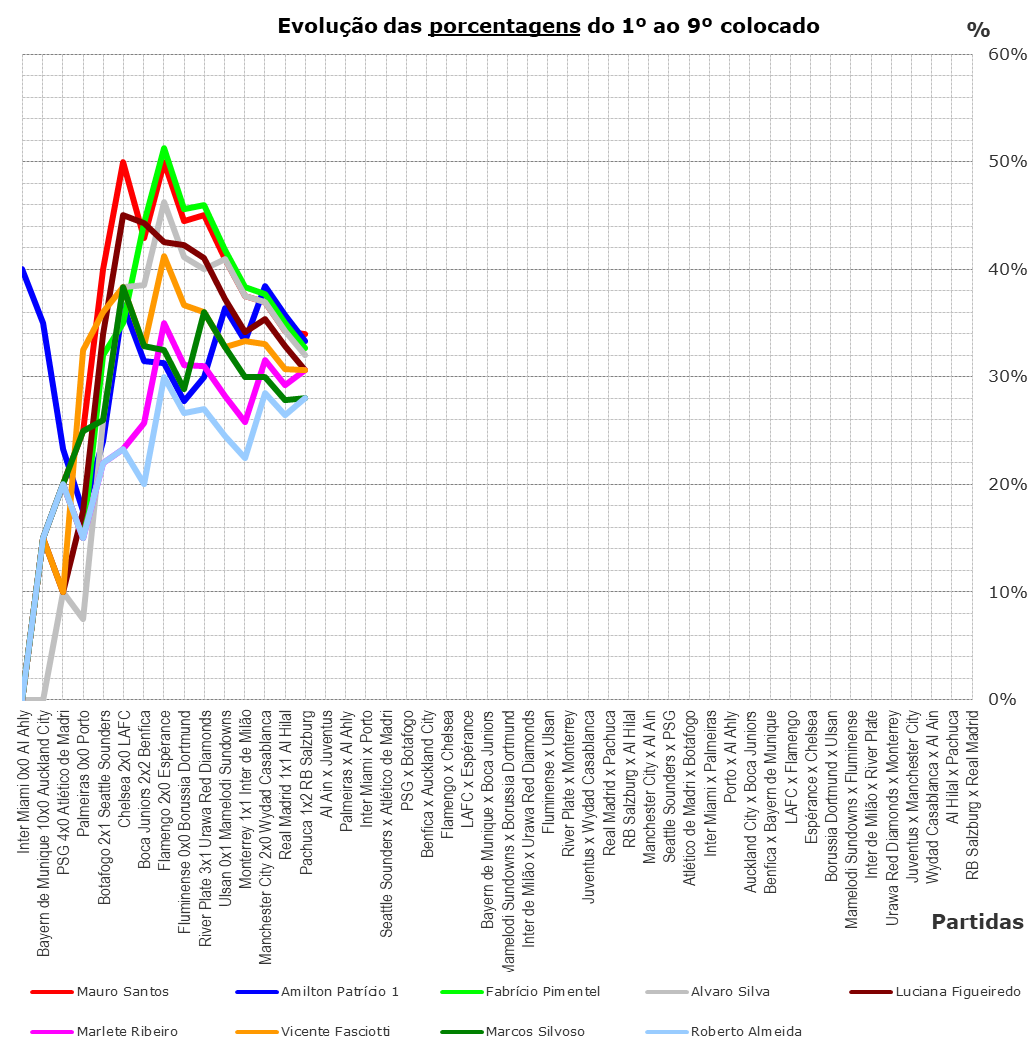 Evolução das porcentagens do 1º ao 9º colocado
%
60%
50%
40%
30%
20%
10%
0%
Inter Miami 0x0 Al Ahly
Bayern de Munique 10x0 Auckland City
PSG 4x0 Atlético de Madri
Palmeiras 0x0 Porto
Botafogo 2x1 Seattle Sounders
Chelsea 2x0 LAFC
Boca Juniors 2x2 Benfica
Flamengo 2x0 Espérance
Fluminense 0x0 Borussia Dortmund
River Plate 3x1 Urawa Red Diamonds
Ulsan 0x1 Mamelodi Sundowns
Monterrey 1x1 Inter de Milão
Manchester City 2x0 Wydad Casablanca
Real Madrid 1x1 Al Hilal
Pachuca 1x2 RB Salzburg
Al Ain x Juventus
Palmeiras x Al Ahly
Inter Miami x Porto
Seattle Sounders x Atlético de Madri
PSG x Botafogo
Benfica x Auckland City
Flamengo x Chelsea
LAFC x Espérance
Bayern de Munique x Boca Juniors
Mamelodi Sundowns x Borussia Dortmund
Inter de Milão x Urawa Red Diamonds
Fluminense x Ulsan
River Plate x Monterrey
Juventus x Wydad Casablanca
Real Madrid x Pachuca
RB Salzburg x Al Hilal
Manchester City x Al Ain
Seattle Sounders x PSG
Atlético de Madri x Botafogo
Inter Miami x Palmeiras
Porto x Al Ahly
Auckland City x Boca Juniors
Benfica x Bayern de Munique
LAFC x Flamengo
Espérance x Chelsea
Borussia Dortmund x Ulsan
Mamelodi Sundowns x Fluminense
Inter de Milão x River Plate
Urawa Red Diamonds x Monterrey
Juventus x Manchester City
Wydad Casablanca x Al Ain
Al Hilal x Pachuca
RB Salzburg x Real Madrid
Partidas
Mauro Santos
Amilton Patrício 1
Fabrício Pimentel
Alvaro Silva
Luciana Figueiredo
Marlete Ribeiro
Vicente Fasciotti
Marcos Silvoso
Roberto Almeida